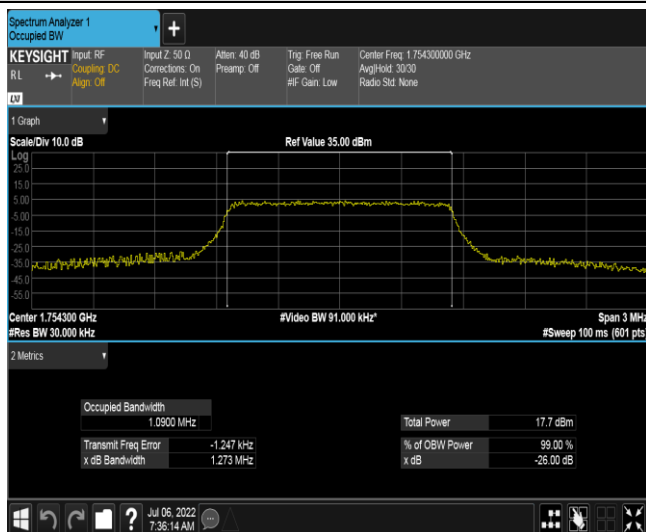 Spectrum Analyzer 1
Occupied BW
+
KEYSIGHT Input: RF Input Z: 50 Ω Atten: 40 dB Trig: Free Run Center Freq: 1.754300000 GHz
RL Coupling: DC Corrections: On Preamp: Off Gate: Off Avg|Hold: 30/30
Align: Off Freq Ref: Int (S) #IF Gain: Low Radio Std: None
LXI
1 Graph
Scale/Div 10.0 dB Ref Value 35.00 dBm
Log
25.0
15.0
5.00
-5.00
-15.0
-25.0
-35.0
-45.0
-55.0
Center 1.754300 GHz #Video BW 91.000 kHz* Span 3 MHz
#Res BW 30.000 kHz #Sweep 100 ms (601 pts)
2 Metrics
Occupied Bandwidth
1.0900 MHz Total Power 17.7 dBm
Transmit Freq Error -1.247 kHz % of OBW Power 99.00 %
x dB Bandwidth 1.273 MHz x dB -26.00 dB
? Jul 06, 2022
7:36:14 AM